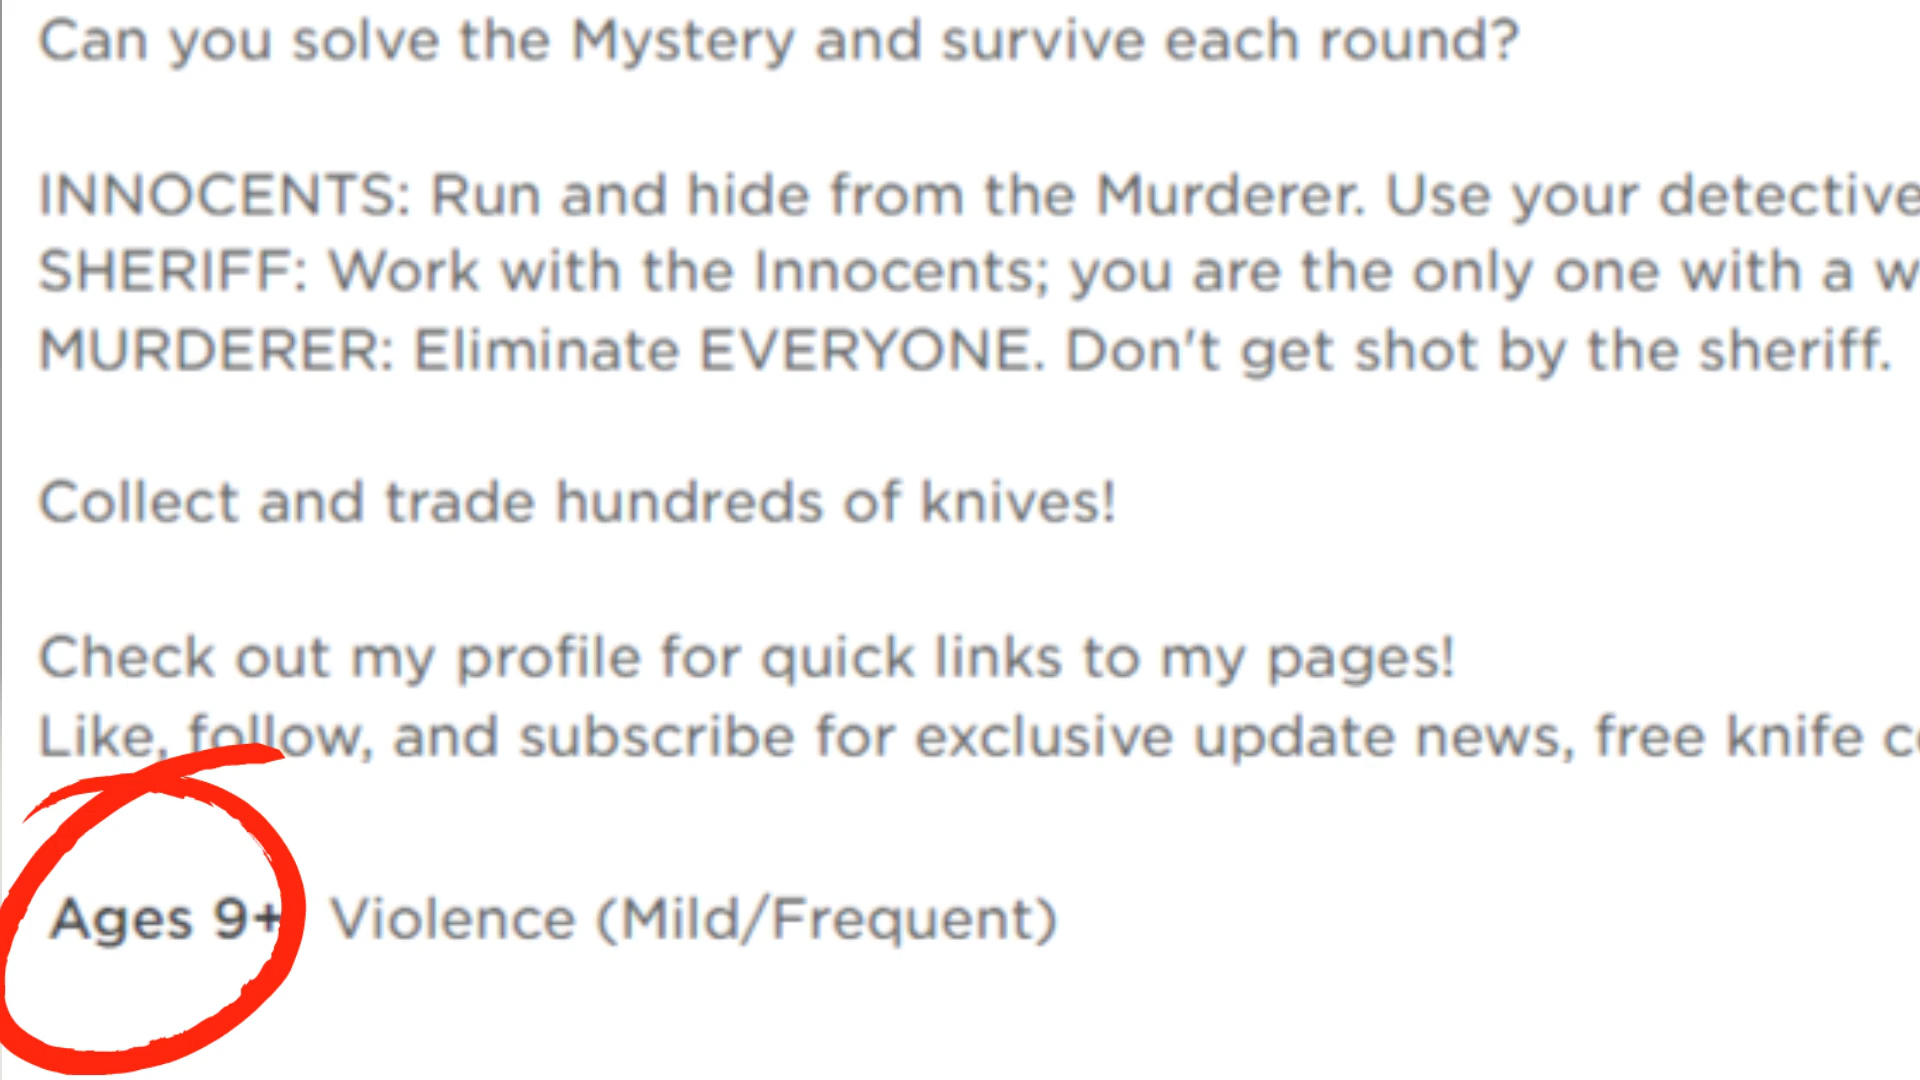 Can you solve the Mystery and survive each round?
INNOCENTS: Run and hide from the Murderer. Use your detective
SHERIFF: Work with the Innocents; you are the only one with a w
MURDERER: Eliminate EVERYONE. Don't get shot by the sheriff.
Collect and trade hundreds of knives!
Check out my profile for quick links to my pages!
Like, follow, and subscribe for exclusive update news, free knife c
Ages 9+ Violence (Mild/Frequent)